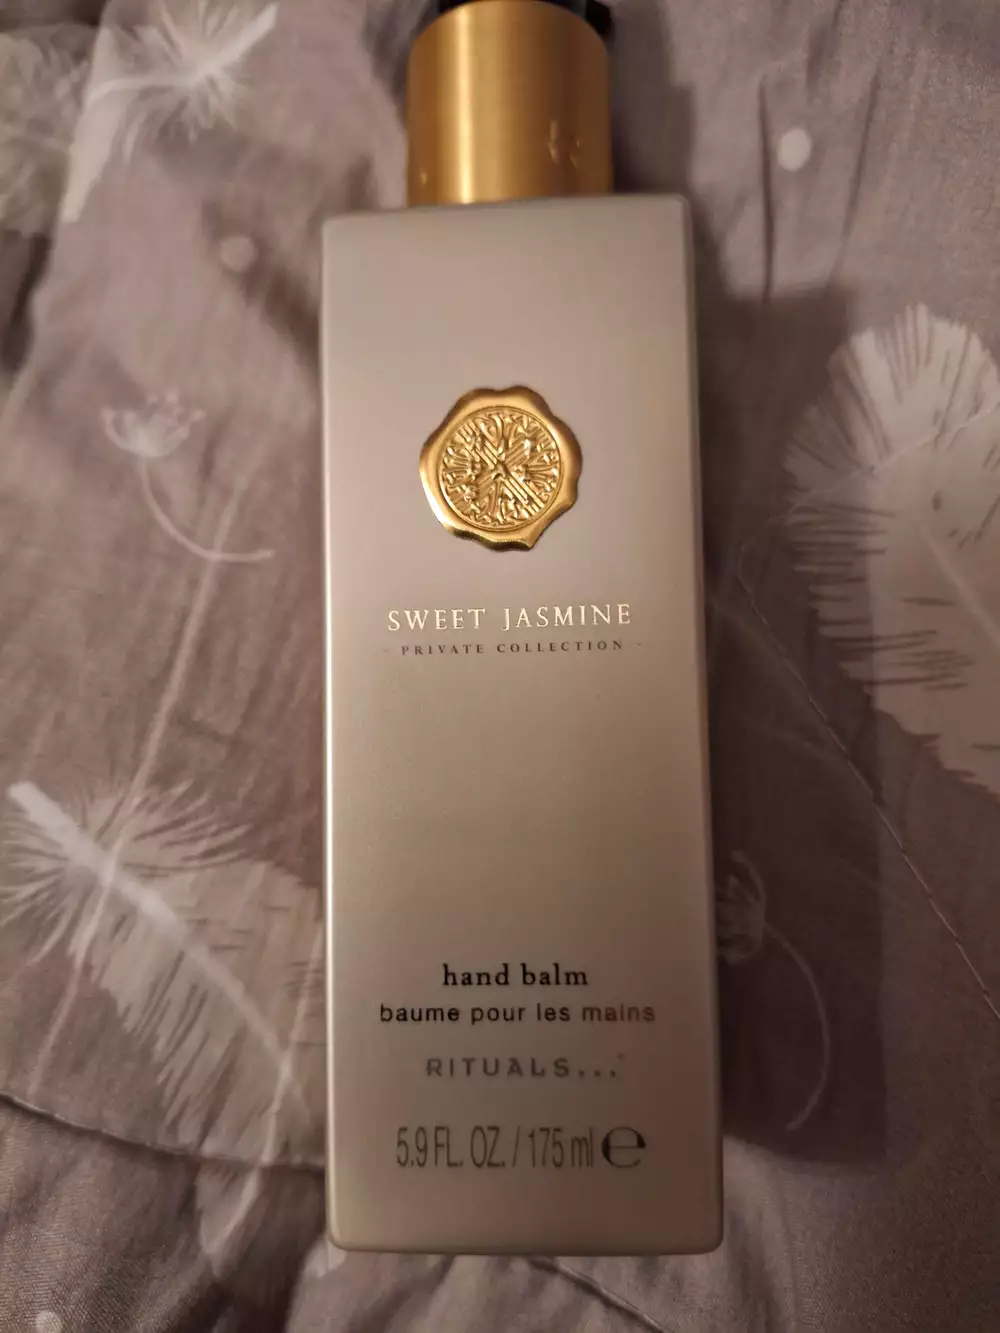 SWEET JASMINE
- PRIVATE COLLECTION -
hand balm
baume pour les mains
RITUALS...®
5.9 FL. OZ. / 175 ml ℮